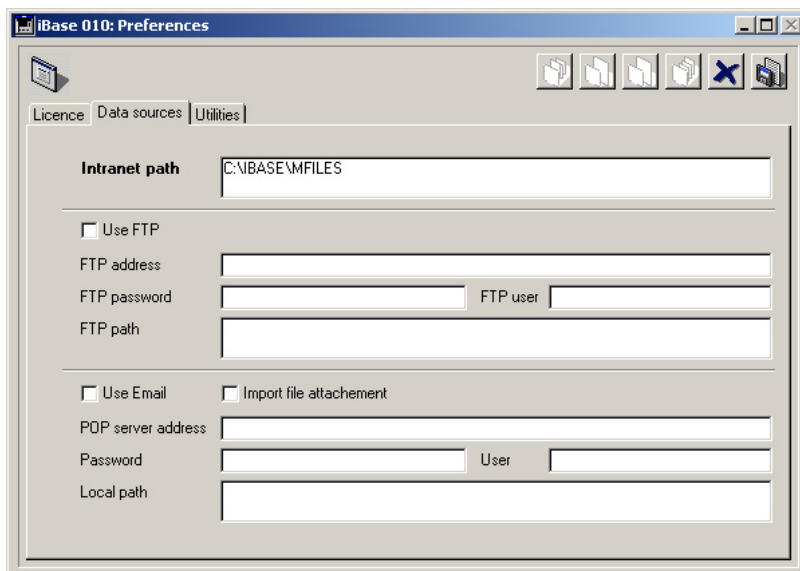 iBase 010: Preferences
Licence Data sources Utilities
Intranet path C:\IBASE\MFILES
Use FTP
FTP address
FTP password FTP user
FTP path
Use Email Import file attachement
POP server address
Password User
Local path